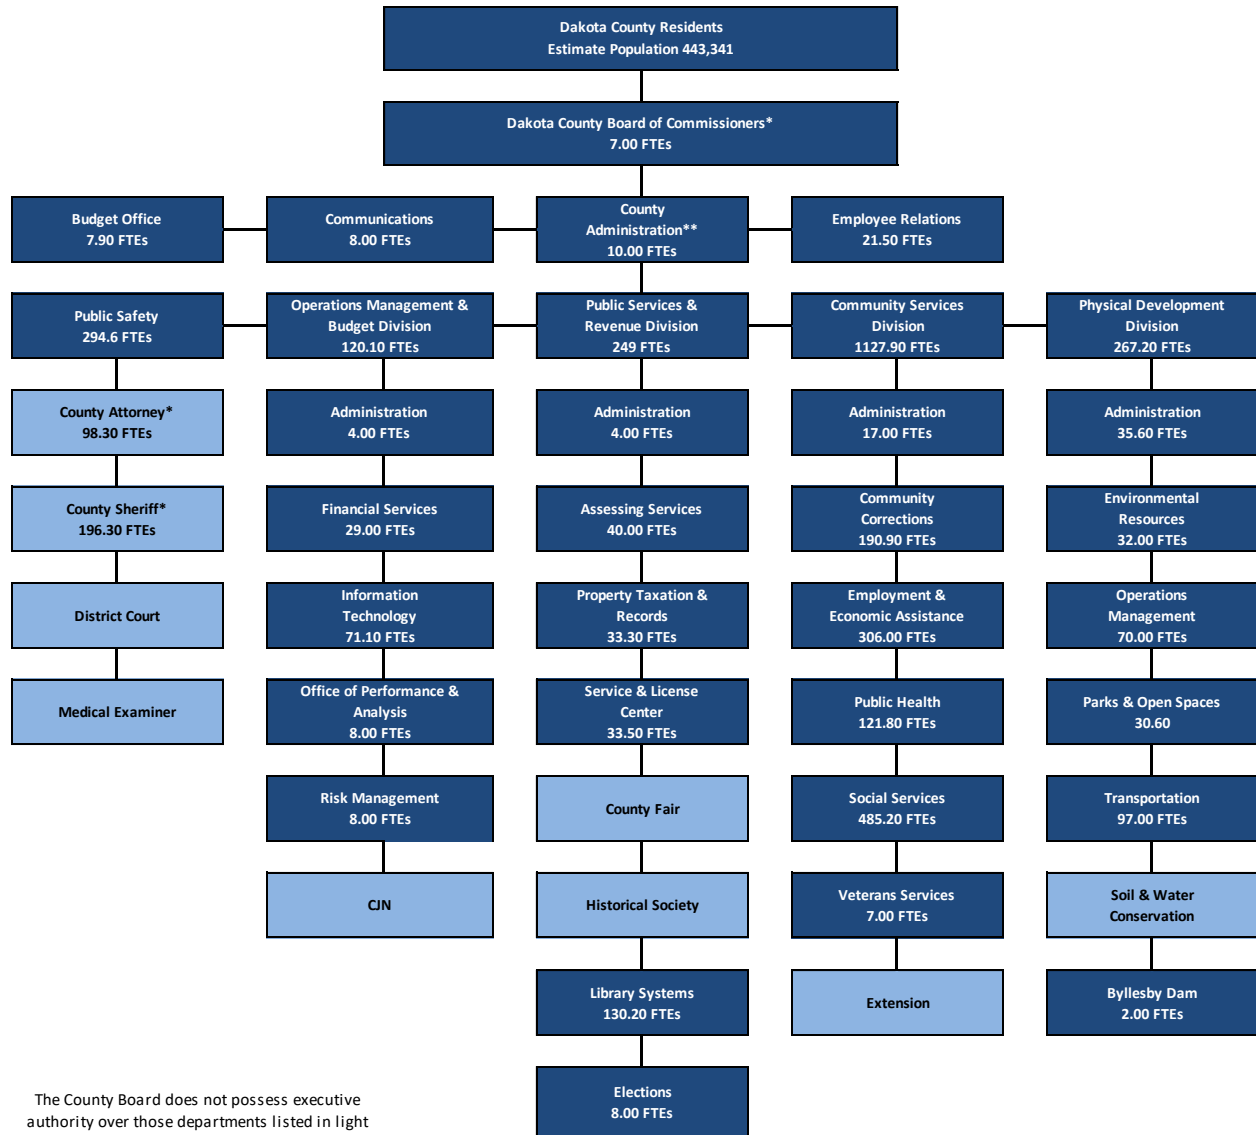 Dakota County Residents
Estimate Population 443,341
Dakota County Board of Commissioners*
7.00 FTEs
Budget Office
7.90 FTEs
Communications
8.00 FTEs
County
Administration**
10.00 FTEs
Employee Relations
21.50 FTEs
Public Safety
294.6 FTEs
Operations Management &
Budget Division
120.10 FTEs
Public Services &
Revenue Division
249 FTEs
Community Services
Division
1127.90 FTEs
Physical Development
Division
267.20 FTEs
County Attorney*
98.30 FTEs
Administration
4.00 FTEs
Administration
4.00 FTEs
Administration
17.00 FTEs
Administration
35.60 FTEs
County Sheriff*
196.30 FTEs
Financial Services
29.00 FTEs
Assessing Services
40.00 FTEs
Community
Corrections
190.90 FTEs
Environmental
Resources
32.00 FTEs
District Court
Information
Technology
71.10 FTEs
Property Taxation &
Records
33.30 FTEs
Employment &
Economic Assistance
306.00 FTEs
Operations
Management
70.00 FTEs
Medical Examiner
Office of Performance &
Analysis
8.00 FTEs
Service & License
Center
33.50 FTEs
Public Health
121.80 FTEs
Parks & Open Spaces
30.60
Risk Management
8.00 FTEs
County Fair
Social Services
485.20 FTEs
Transportation
97.00 FTEs
CJN
Historical Society
Veterans Services
7.00 FTEs
Soil & Water
Conservation
Library Systems
130.20 FTEs
Extension
Byllesby Dam
2.00 FTEs
Elections
8.00 FTEs
The County Board does not possess executive
authority over those departments listed in light